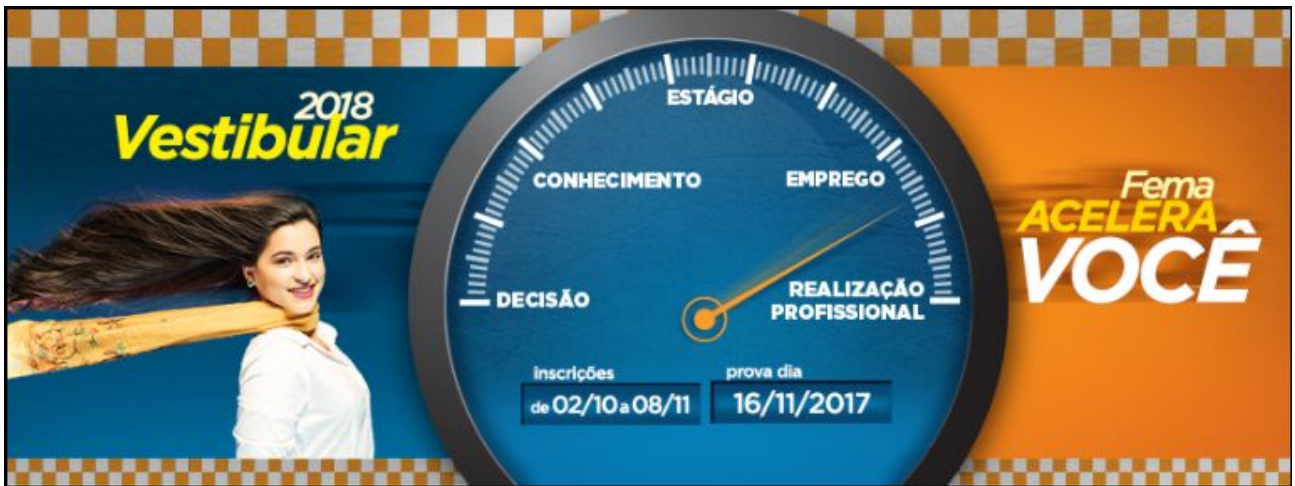 2018
Vestibular
ESTÁGIO
CONHECIMENTO
EMPREGO
DECISÃO
REALIZAÇÃO
PROFISSIONAL
inscrições
de 02/10 a 08/11
prova dia
16/11/2017
Fema
ACELERA
VOCÊ